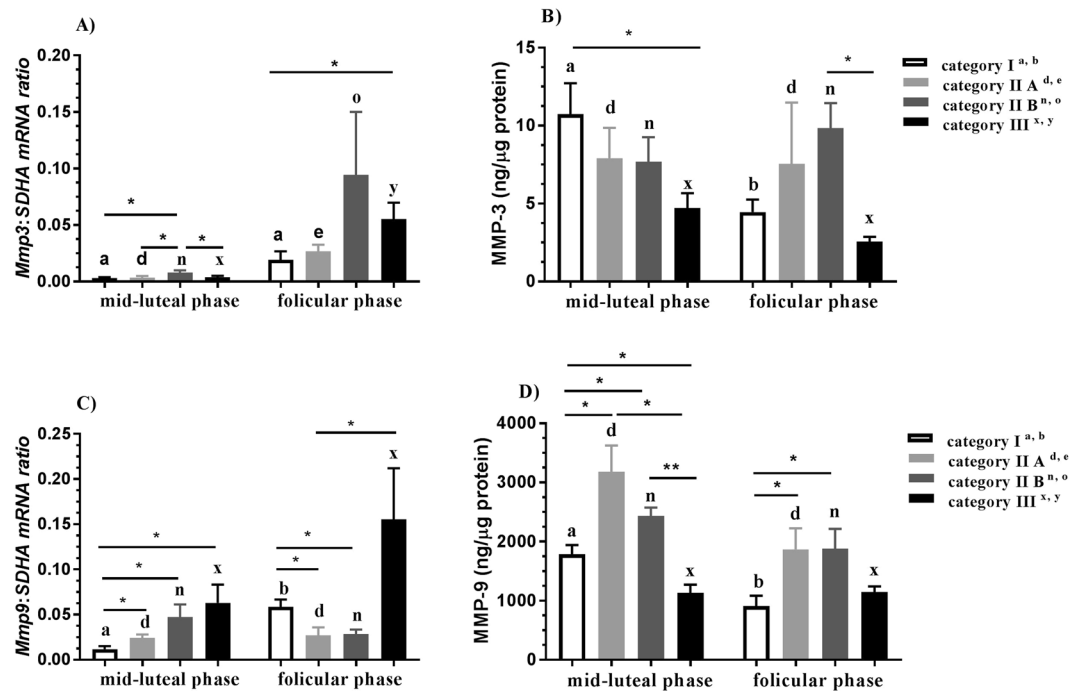 A)
Mmp3:SDHA mRNA ratio
0.20
0.15
0.10
0.05
0.00
*
*
*
*
a
d
n
x
a
e
o
y
mid-luteal phase
folicular phase
B)
MMP-3 (ng/µg protein)
15
10
5
0
*
*
a
d
n
x
b
d
n
x
mid-luteal phase
folicular phase
category I a, b
category II A d, e
category II B n, o
category III x, y
C)
Mmp9:SDHA mRNA ratio
0.25
0.20
0.15
0.10
0.05
0.00
*
*
*
*
*
*
a
d
n
x
b
d
n
x
mid-luteal phase
folicular phase
D)
MMP-9 (ng/µg protein)
4000
3000
2000
1000
0
*
*
*
*
**
*
*
a
d
n
x
b
d
n
x
mid-luteal phase
folicular phase
category I a, b
category II A d, e
category II B n, o
category III x, y